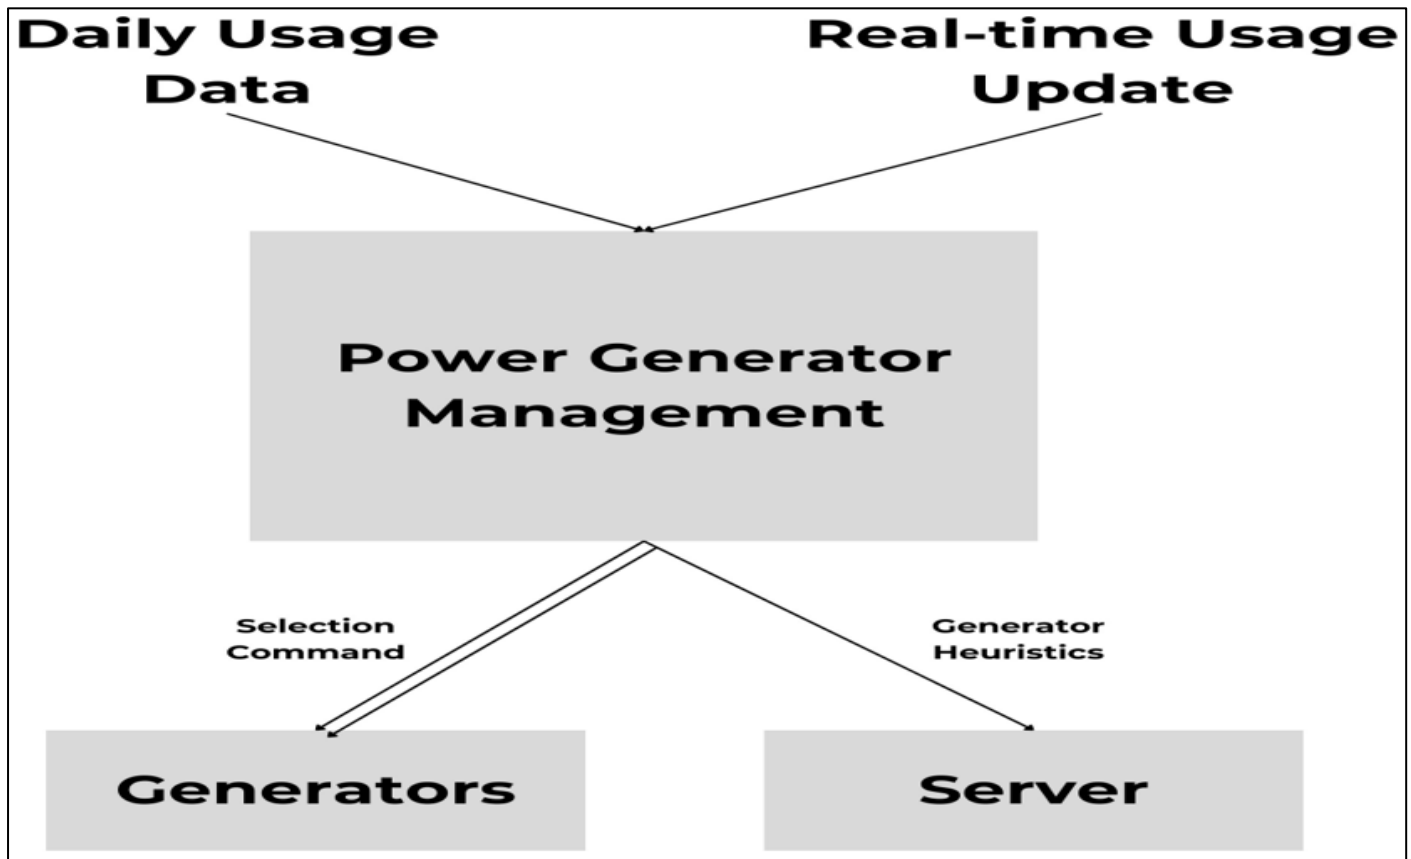 Daily Usage
Data
Real-time Usage
Update
Power Generator
Management
Selection
Command
Generator
Heuristics
Generators
Server